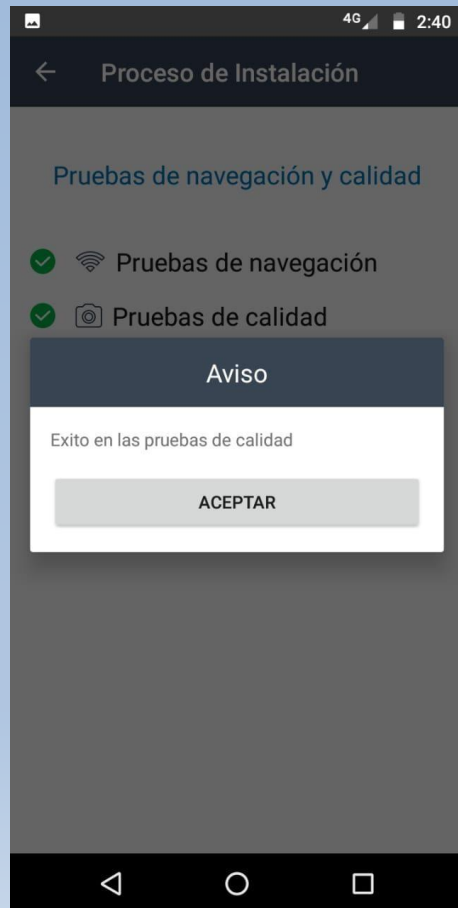 4G 2:40
Proceso de Instalación
Pruebas de navegación y calidad
Pruebas de navegación
Pruebas de calidad
Aviso
Exito en las pruebas de calidad
ACEPTAR